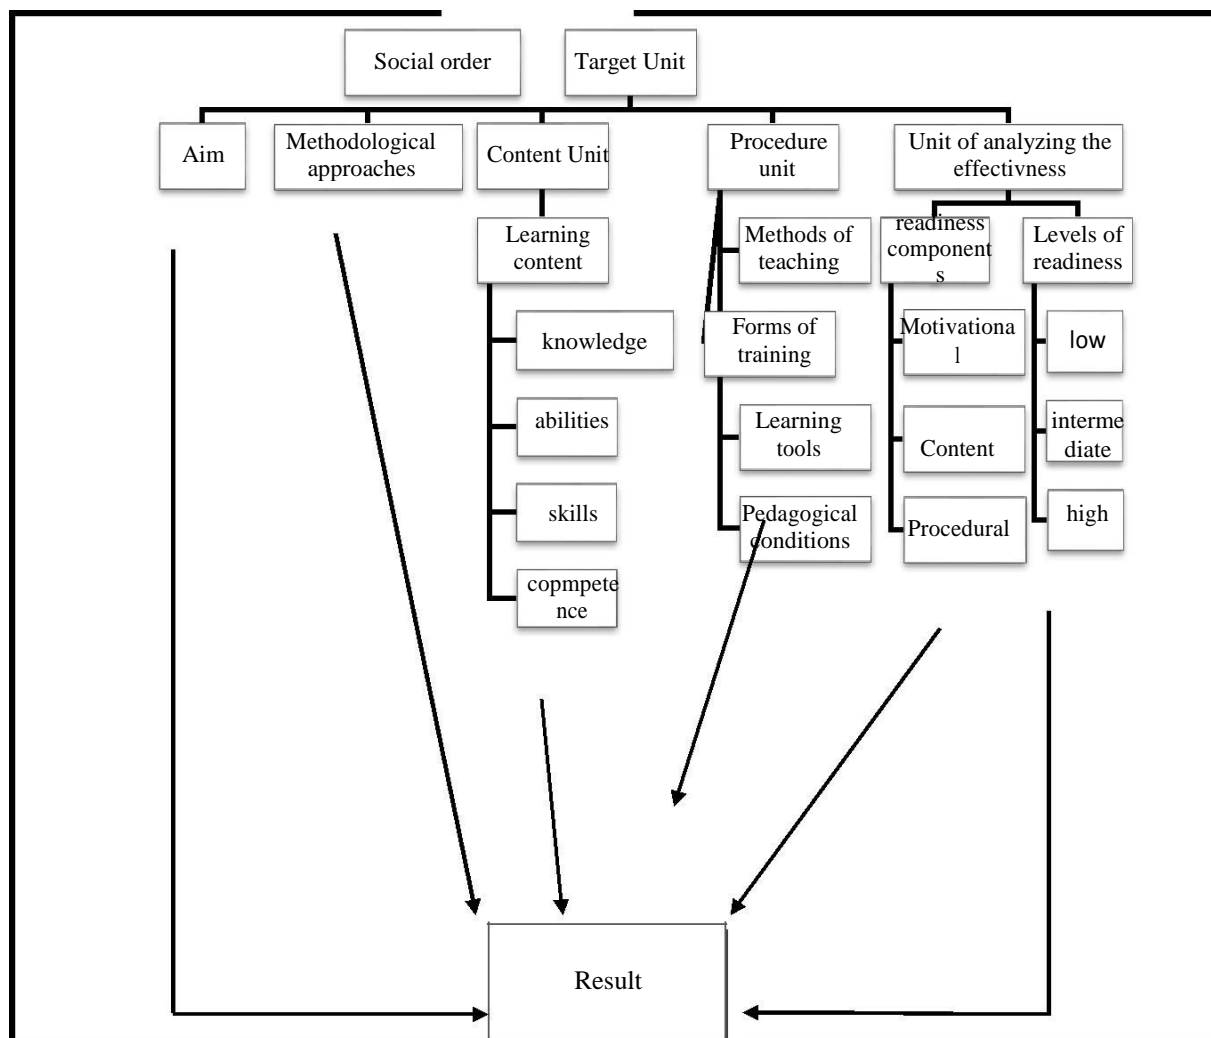 Social order
Target Unit
Aim
Methodological
approaches
Content Unit
Procedure
unit
Unit of analyzing the
effectivness
Learning
content
knowledge
abilities
skills
copmpete
nce
Methods of
teaching
Forms of
training
Learning
tools
Pedagogical
conditions
readiness
component
s
Motivationa
l
Content
Procedural
Levels of
readiness
low
interme
diate
high
Result